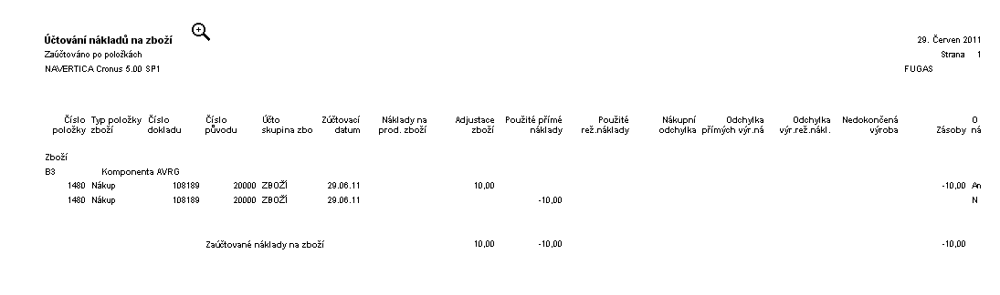 Účtování nákladů na zboží 29. Červen 2011
Zaúčtováno po položkách Strana 1
NAVERTICA Cronus 5.00 SP1 FUGAS
Číslo Typ položky Číslo Číslo Účto Zúčtovací Náklady na Adjustace Použité přímé Použité Nákupní Odchylka Odchylka Nedokončená O
položky zboží dokladu původu skupina zbo datum prod. zboží zboží náklady rež.náklady odchylka přímých výr.ná výr.rež.nákl. výroba Zásoby ná
Zboží
B3 Komponenta AVRG
1480 Nákup 108189 20000 ZBOŽÍ 29.06.11 10,00 -10,00 An
1480 Nákup 108189 20000 ZBOŽÍ 29.06.11 -10,00 N
Zaúčtované náklady na zboží 10,00 -10,00 -10,00